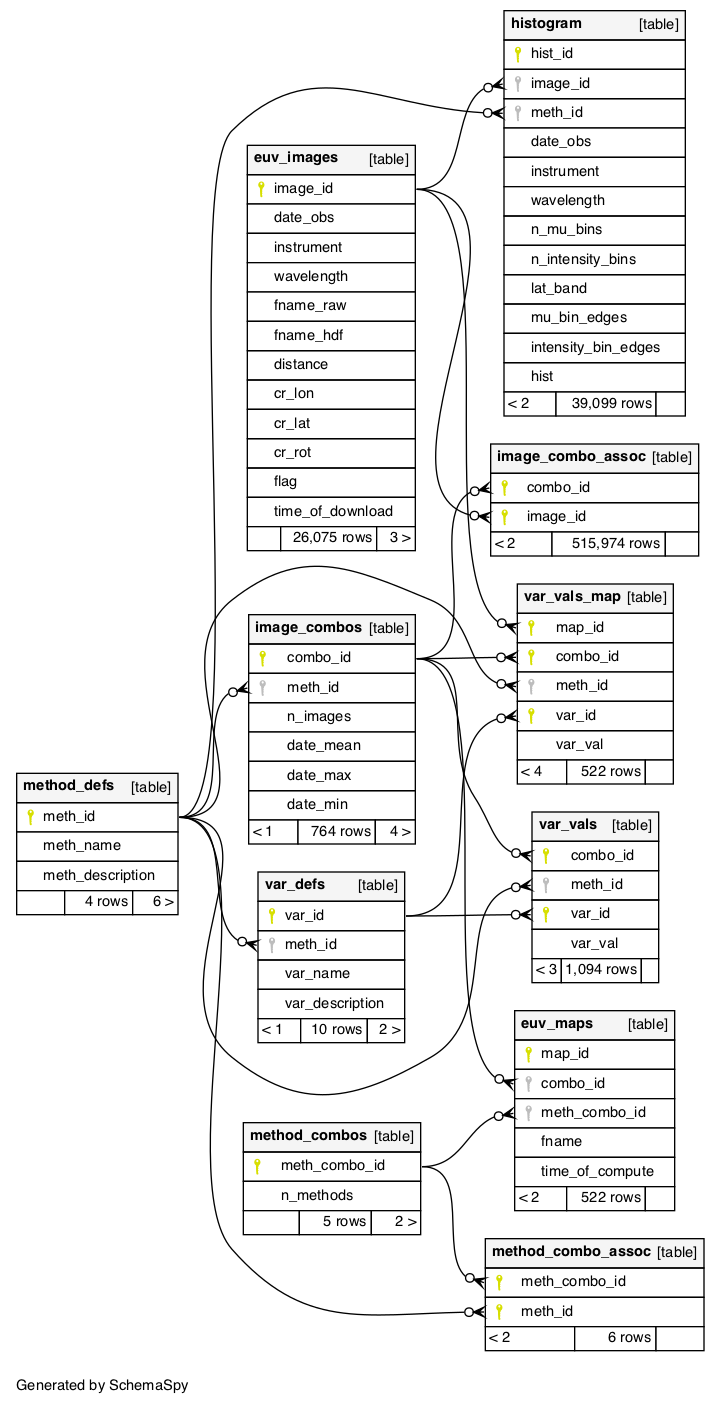 histogram [table]
hist_id
image_id
meth_id
date_obs
instrument
wavelength
n_mu_bins
n_intensity_bins
lat_band
mu_bin_edges
intensity_bin_edges
hist
< 2 39,099 rows
euv_images [table]
image_id
date_obs
instrument
wavelength
fname_raw
fname_hdf
distance
cr_lon
cr_lat
cr_rot
flag
time_of_download
26,075 rows 3 >
image_combo_assoc [table]
combo_id
image_id
< 2 515,974 rows
var_vals_map [table]
map_id
combo_id
meth_id
var_id
var_val
< 4 522 rows
image_combos [table]
combo_id
meth_id
n_images
date_mean
date_max
date_min
< 1 764 rows 4 >
method_defs [table]
meth_id
meth_name
meth_description
4 rows 6 >
var_vals [table]
combo_id
meth_id
var_id
var_val
< 3 1,094 rows
var_defs [table]
var_id
meth_id
var_name
var_description
< 1 10 rows 2 >
euv_maps [table]
map_id
combo_id
meth_combo_id
fname
time_of_compute
< 2 522 rows
method_combos [table]
meth_combo_id
n_methods
5 rows 2 >
method_combo_assoc [table]
meth_combo_id
meth_id
< 2 6 rows
Generated by SchemaSpy